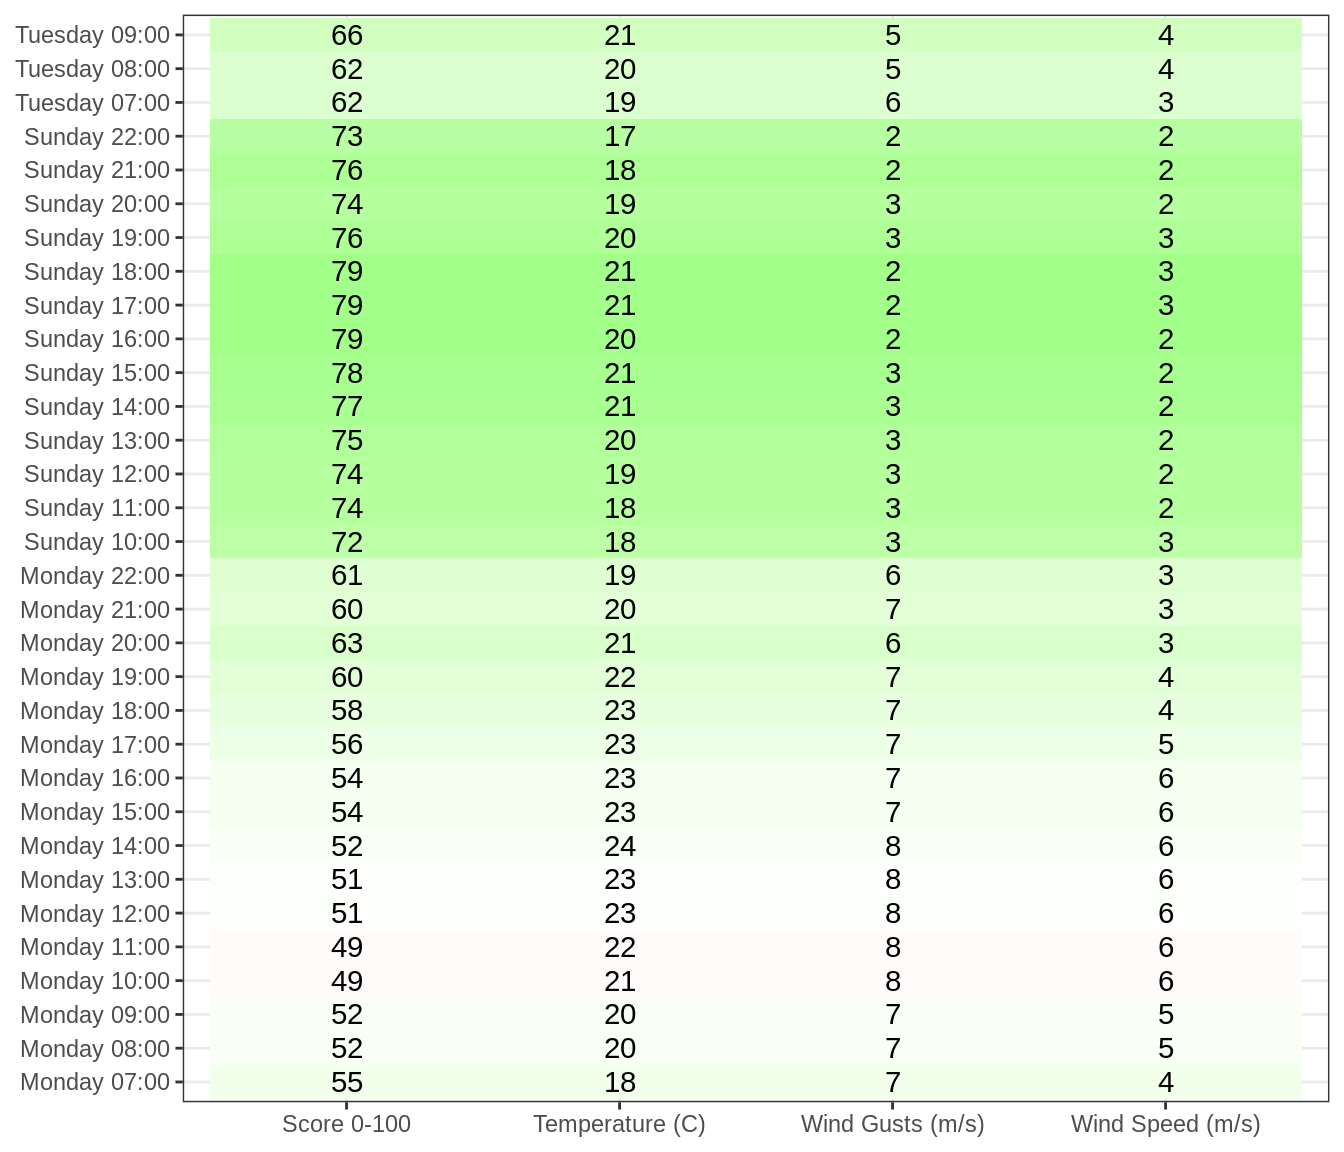 Tuesday 09:00 66 21 5 4
Tuesday 08:00 62 20 5 4
Tuesday 07:00 62 19 6 3
Sunday 22:00 73 17 2 2
Sunday 21:00 76 18 2 2
Sunday 20:00 74 19 3 2
Sunday 19:00 76 20 3 3
Sunday 18:00 79 21 2 3
Sunday 17:00 79 21 2 3
Sunday 16:00 79 20 2 2
Sunday 15:00 78 21 3 2
Sunday 14:00 77 21 3 2
Sunday 13:00 75 20 3 2
Sunday 12:00 74 19 3 2
Sunday 11:00 74 18 3 2
Sunday 10:00 72 18 3 3
Monday 22:00 61 19 6 3
Monday 21:00 60 20 7 3
Monday 20:00 63 21 6 3
Monday 19:00 60 22 7 4
Monday 18:00 58 23 7 4
Monday 17:00 56 23 7 5
Monday 16:00 54 23 7 6
Monday 15:00 54 23 7 6
Monday 14:00 52 24 8 6
Monday 13:00 51 23 8 6
Monday 12:00 51 23 8 6
Monday 11:00 49 22 8 6
Monday 10:00 49 21 8 6
Monday 09:00 52 20 7 5
Monday 08:00 52 20 7 5
Monday 07:00 55 18 7 4
Score 0-100 Temperature (C) Wind Gusts (m/s) Wind Speed (m/s)